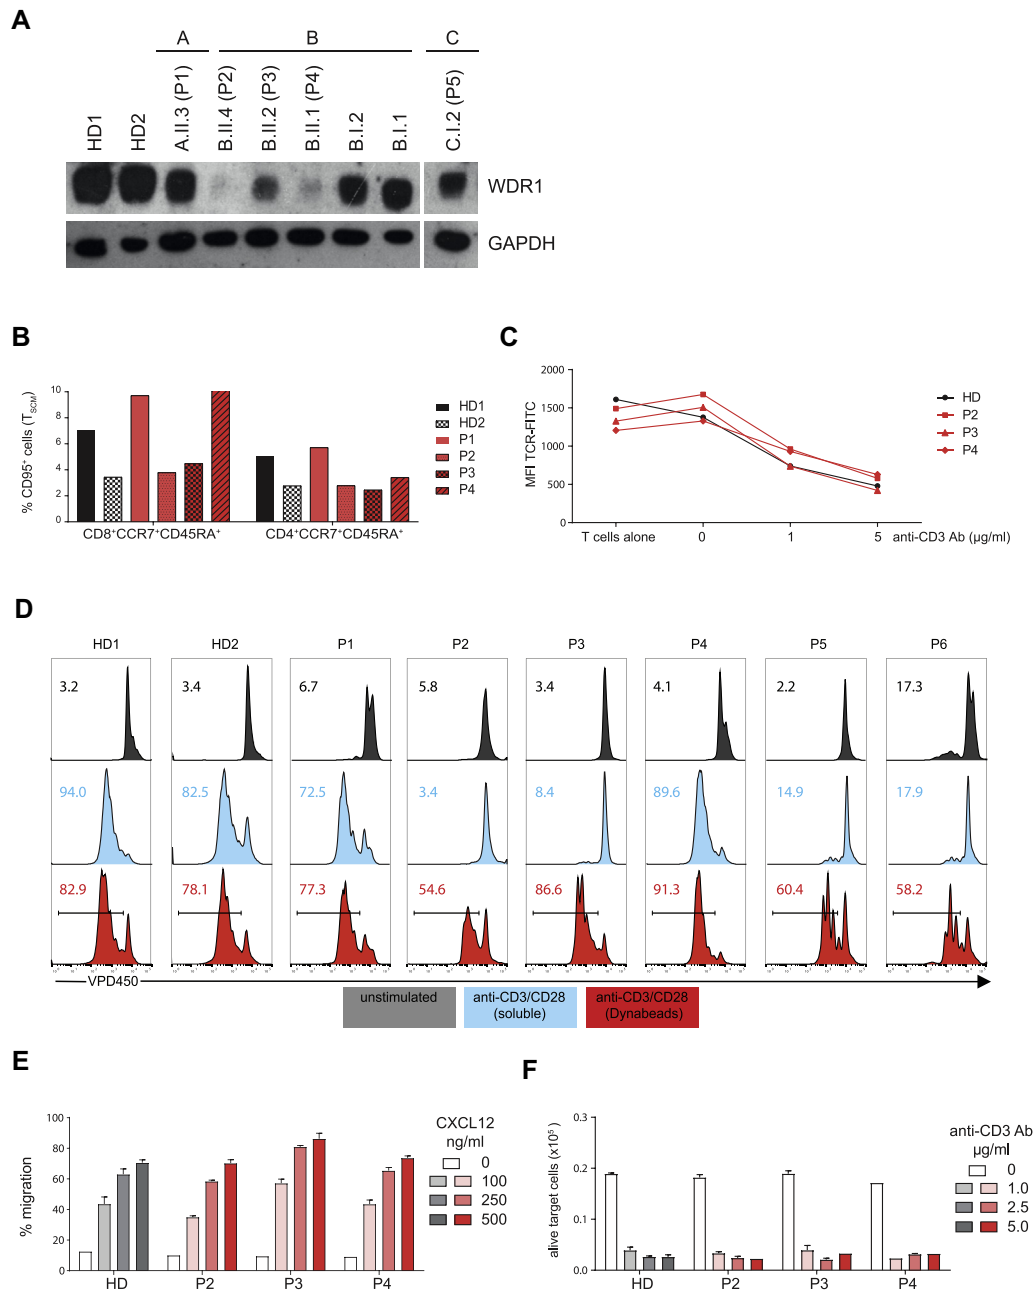 A
A B C
HD1 HD2 A.II.3 (P1) B.II.4 (P2) B.II.2 (P3) B.II.1 (P4) B.I.2 B.I.1 C.I.2 (P5)
WDR1
GAPDH
B
% CD95⁺ cells (T_SCM)
10
8
6
4
2
0
CD8⁺CCR7⁺CD45RA⁺ CD4⁺CCR7⁺CD45RA⁺
HD1
HD2
P1
P2
P3
P4
C
MFI TCR-FITC
2000
1500
1000
500
0
T cells alone 0 1 5 anti-CD3 Ab (µg/ml)
HD
P2
P3
P4
D
HD1 HD2 P1 P2 P3 P4 P5 P6
3.2 3.4 6.7 5.8 3.4 4.1 2.2 17.3
94.0 82.5 72.5 3.4 8.4 89.6 14.9 17.9
82.9 78.1 77.3 54.6 86.6 91.3 60.4 58.2
VPD450
unstimulated
anti-CD3/CD28
(soluble)
anti-CD3/CD28
(Dynabeads)
E
% migration
100
80
60
40
20
0
HD P2 P3 P4
CXCL12
ng/ml
0
100
250
500
F
alive target cells (x10⁵)
0.3
0.2
0.1
0.0
HD P2 P3 P4
anti-CD3 Ab
µg/ml
0
1.0
2.5
5.0